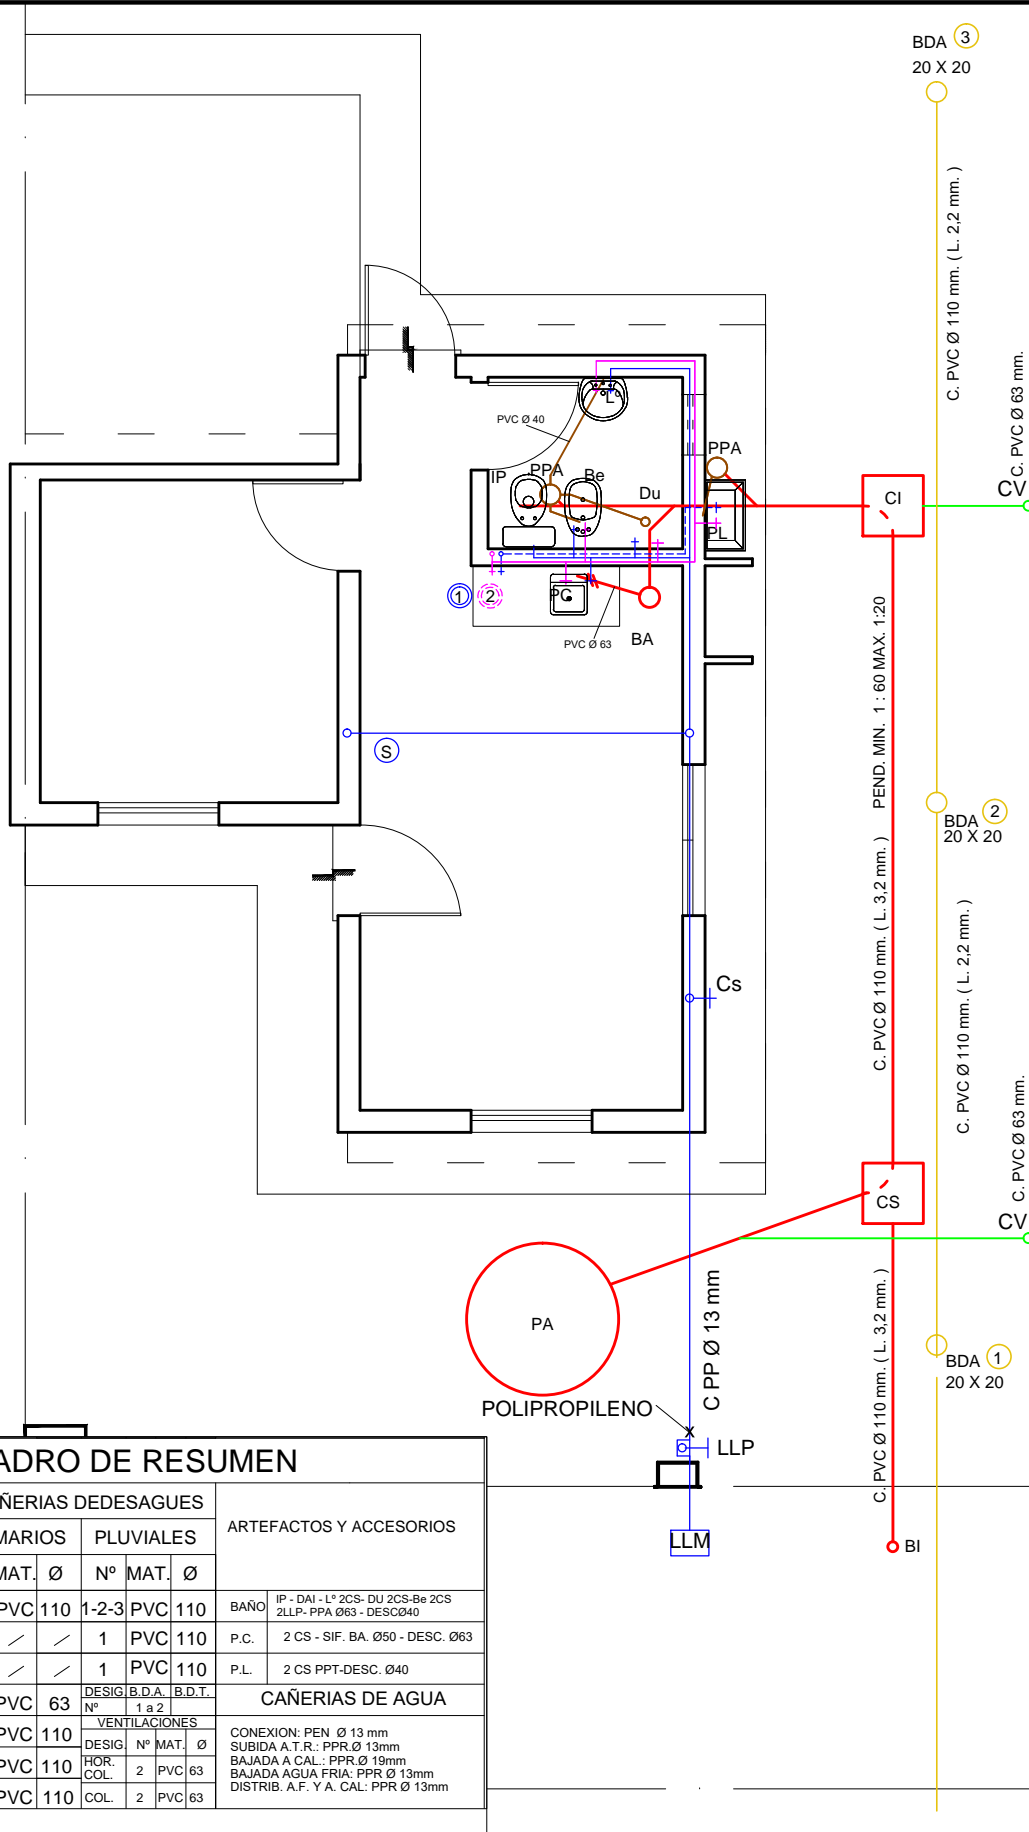 BDA 3
20 X 20
C. PVC Ø 110 mm. ( L. 2,2 mm. )
C. PVC Ø 63 mm.
CV
PVC Ø 40
L
IP
PPA
Be
Du
PPA
PL
CI
1
2
PC
PVC Ø 63
BA
PEND. MIN. 1 : 60 MAX. 1:20
C. PVC Ø 110 mm. ( L. 3,2 mm. )
S
BDA 2
20 X 20
C. PVC Ø 110 mm. ( L. 2,2 mm. )
Cs
C. PVC Ø 63 mm.
CS
CV
PA
C PP Ø 13 mm
C. PVC Ø 110 mm. ( L. 3,2 mm. )
BDA 1
20 X 20
POLIPROPILENO
x
LLP
LLM
BI
ADRO DE RESUMEN
ÑERIAS DEDESAGUES
ARTEFACTOS Y ACCESORIOS
MARIOS PLUVIALES
MAT. Ø Nº MAT. Ø
PVC 110 1-2-3 PVC 110
BAÑO
IP - DAI - Lº 2CS- DU 2CS-Be 2CS
2LLP- PPA Ø63 - DESCØ40
/ / 1 PVC 110
P.C. 2 CS - SIF. BA. Ø50 - DESC. Ø63
/ / 1 PVC 110
P.L. 2 CS PPT-DESC. Ø40
PVC 63
DESIG. B.D.A. B.D.T.
Nº 1 a 2
CAÑERIAS DE AGUA
PVC 110
VENTILACIONES
DESIG. Nº MAT. Ø
PVC 110
HOR.
COL. 2 PVC 63
PVC 110
COL. 2 PVC 63
CONEXION: PEN Ø 13 mm
SUBIDA A.T.R.: PPR.Ø 13mm
BAJADA A CAL.: PPR.Ø 19mm
BAJADA AGUA FRIA: PPR Ø 13mm
DISTRIB. A.F. Y A. CAL: PPR Ø 13mm